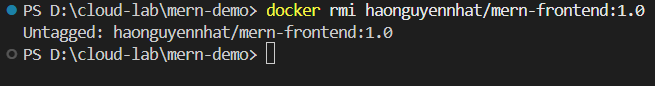 PS D:\cloud-lab\mern-demo> docker rmi haonguyennhat/mern-frontend:1.0
Untagged: haonguyennhat/mern-frontend:1.0
PS D:\cloud-lab\mern-demo>